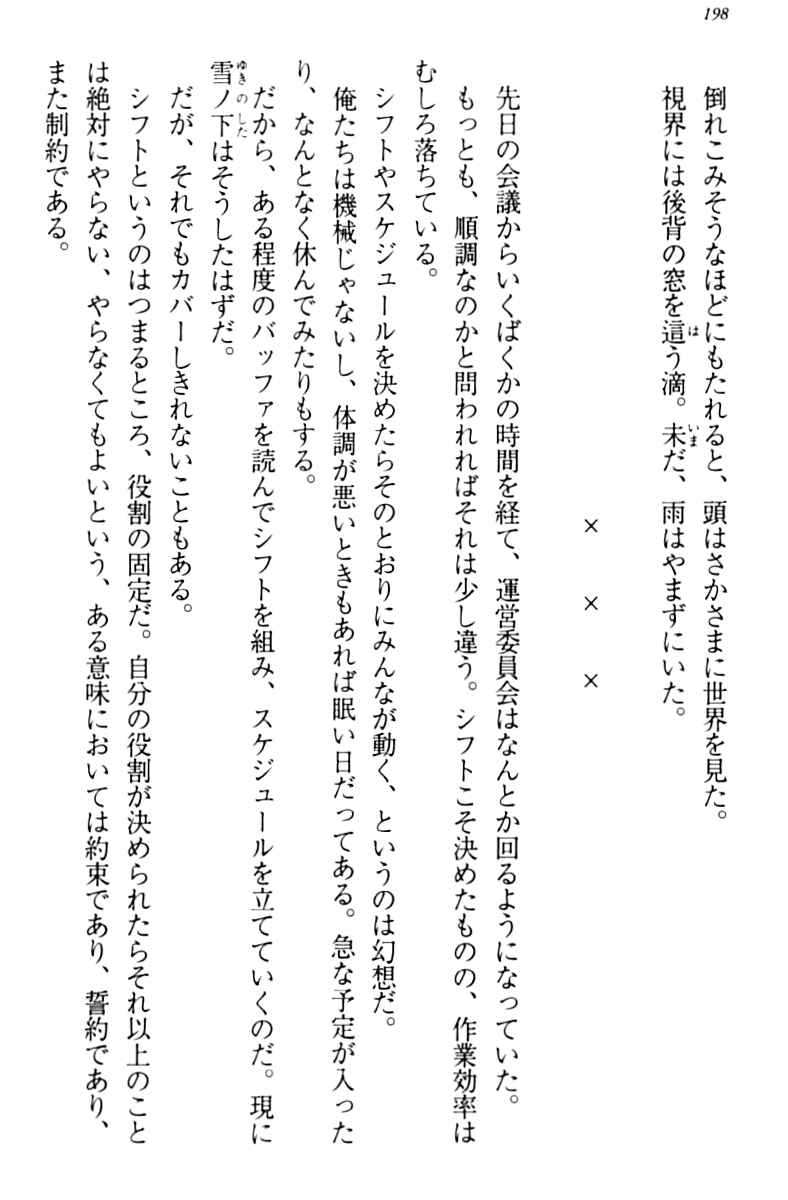 198
倒れこみそうなほどにもたれると、頭はさかさまに世界を見た。
視界には後背の窓を這う滴。未だ、雨はやまずにいた。
× × ×
先日の会議からいくばくかの時間を経て、運営委員会はなんとか回るようになっていた。
もっとも、順調なのかと問われればそれは少し違う。シフトこそ決めたものの、作業効率は
むしろ落ちている。
シフトやスケジュールを決めたらそのとおりにみんなが動く、というのは幻想だ。
俺たちは機械じゃないし、体調が悪いときもあれば眠い日だってある。急な予定が入った
り、なんとなく休んでみたりもする。
だから、ある程度のバッファを読んでシフトを組み、スケジュールを立てていくのだ。現に
雪ノ下はそうしたはずだ。
だが、それでもカバーしきれないこともある。
シフトというのはつまるところ、役割の固定だ。自分の役割が決められたらそれ以上のこと
は絶対にやらない、やらなくてもよいという、ある意味においては約束であり、誓約であり、
また制約である。